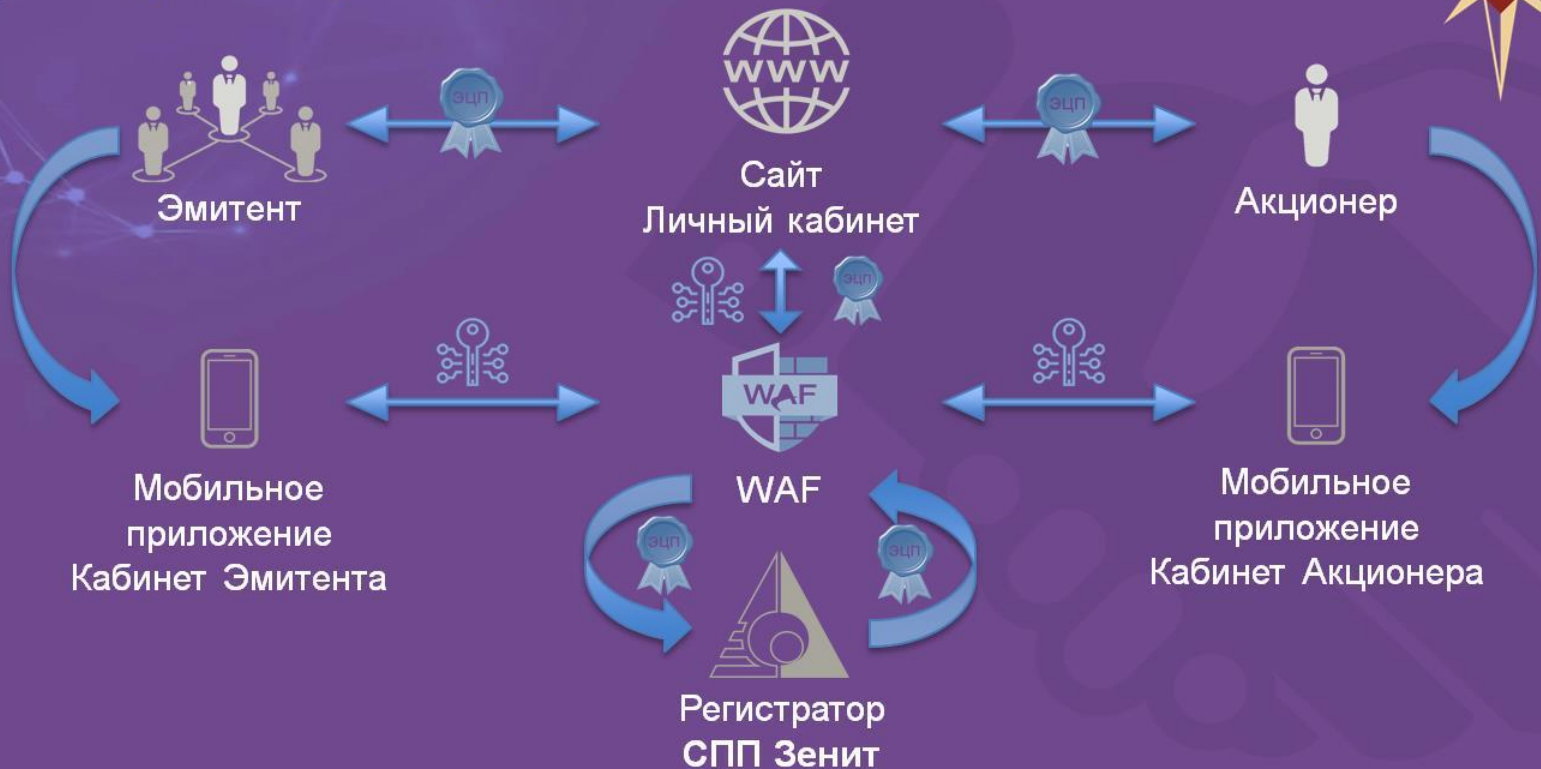 WWW
ЭЦП
ЭЦП
Эмитент
Сайт
Личный кабинет
Акционер
ЭЦП
WAF
WAF
Мобильное
приложение
Кабинет Эмитента
Мобильное
приложение
Кабинет Акционера
ЭЦП
ЭЦП
Регистратор
СПП Зенит